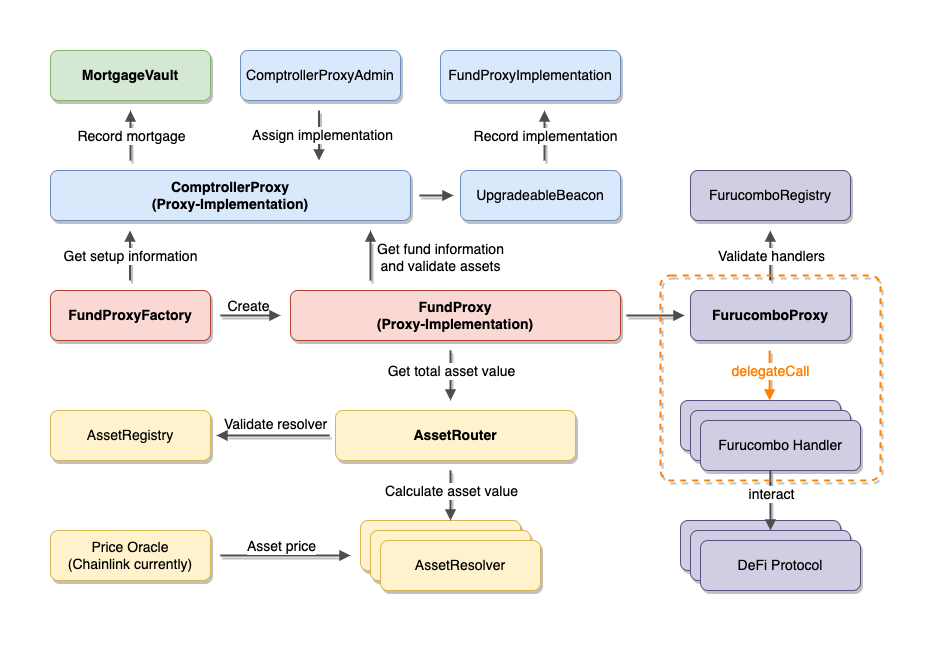 MortgageVault
ComptrollerProxyAdmin
FundProxyImplementation
Record mortgage
Assign implementation
Record implementation
ComptrollerProxy
(Proxy-Implementation)
UpgradeableBeacon
FurucomboRegistry
Get setup information
Get fund information
and validate assets
Validate handlers
FundProxyFactory
Create
FundProxy
(Proxy-Implementation)
FurucomboProxy
Get total asset value
delegateCall
AssetRegistry
Validate resolver
AssetRouter
Furucombo Handler
Calculate asset value
interact
Price Oracle
(Chainlink currently)
Asset price
AssetResolver
DeFi Protocol